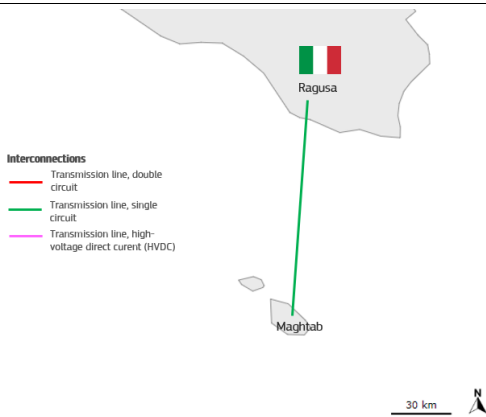 Ragusa
Interconnections
Transmission line, double
circuit
Transmission line, single
circuit
Transmission line, high-
voltage direct curent (HVDC)
Maghtab
30 km
N